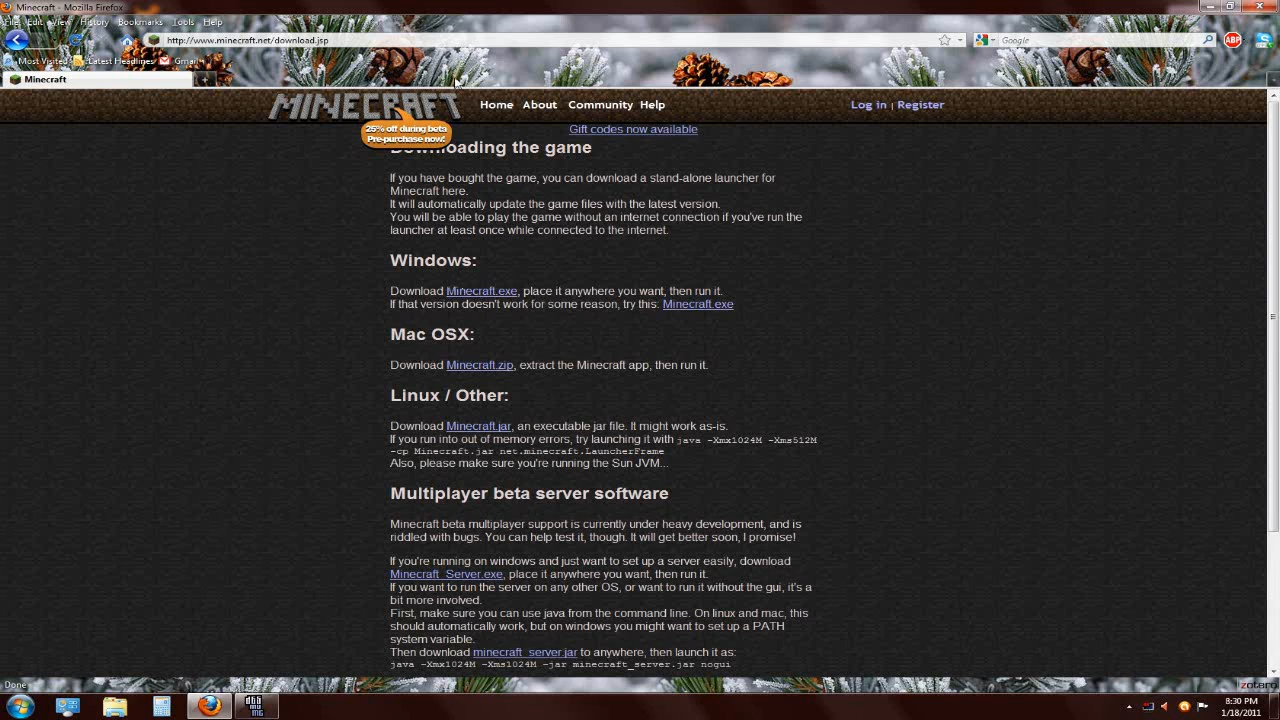 Minecraft - Mozilla Firefox
File Edit View History Bookmarks Tools Help
http://www.minecraft.net/download.jsp
Google
ABP
Most Visited Latest Headlines Gmail
Minecraft
MINECRAFT
Home About Community Help
Log in | Register
25% off during beta
Pre-purchase now!
Gift codes now available
Downloading the game
If you have bought the game, you can download a stand-alone launcher for
Minecraft here.
It will automatically update the game files with the latest version.
You will be able to play the game without an internet connection if you've run the
launcher at least once while connected to the internet.
Windows:
Download Minecraft.exe, place it anywhere you want, then run it.
If that version doesn't work for some reason, try this: Minecraft.exe
Mac OSX:
Download Minecraft.zip, extract the Minecraft app, then run it.
Linux / Other:
Download Minecraft.jar, an executable jar file. It might work as-is.
If you run into out of memory errors, try launching it with java -Xmx1024M -Xms512M
-cp Minecraft.jar net.minecraft.LauncherFrame
Also, please make sure you're running the Sun JVM...
Multiplayer beta server software
Minecraft beta multiplayer support is currently under heavy development, and is
riddled with bugs. You can help test it, though. It will get better soon, I promise!
If you're running on windows and just want to set up a server easily, download
Minecraft_Server.exe, place it anywhere you want, then run it.
If you want to run the server on any other OS, or want to run it without the gui, it's a
bit more involved.
First, make sure you can use java from the command line. On linux and mac, this
should automatically work, but on windows you might want to set up a PATH
system variable.
Then download minecraft_server.jar to anywhere, then launch it as:
java -Xmx1024M -Xms1024M -jar minecraft_server.jar nogui
Done
zotero
8:30 PM
1/18/2011